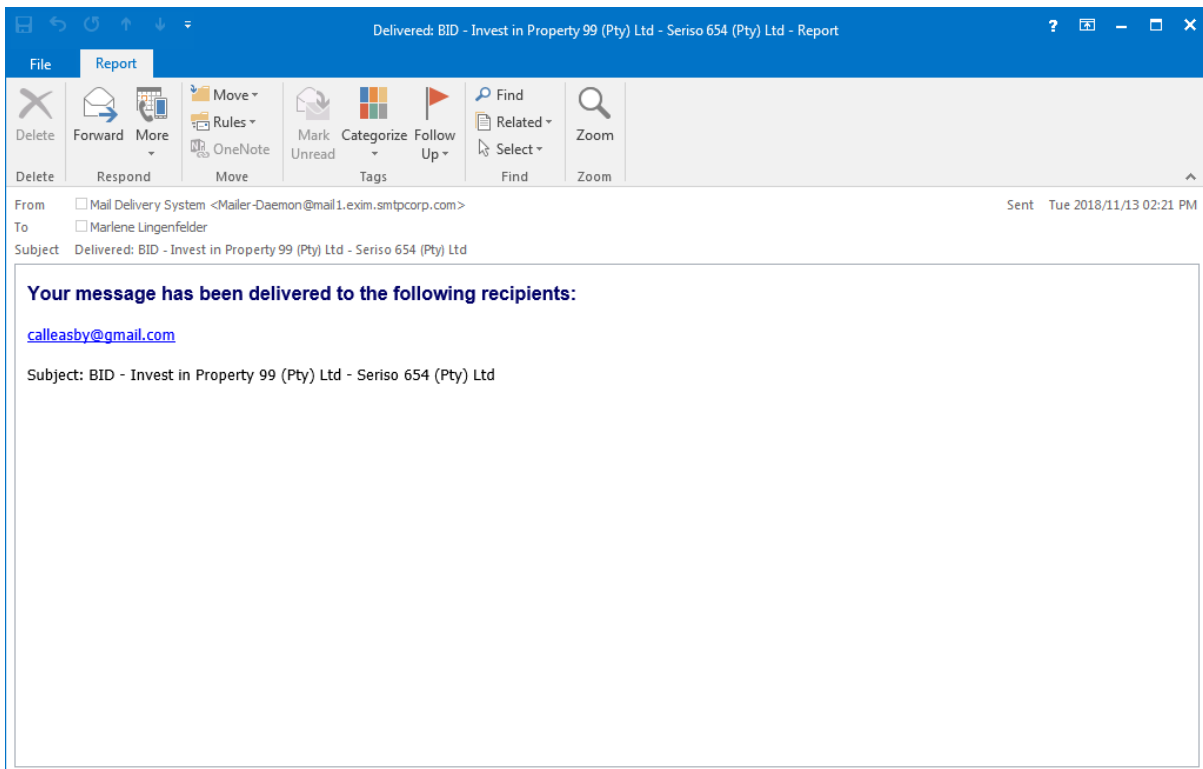 Delivered: BID - Invest in Property 99 (Pty) Ltd - Seriso 654 (Pty) Ltd - Report
?
File Report
Delete
Forward
More
Move
Rules
OneNote
Mark Unread
Categorize
Follow Up
Find
Related
Select
Zoom
Delete Respond Move Tags Find Zoom
From Mail Delivery System <Mailer-Daemon@mail1.exim.smtpcorp.com> Sent Tue 2018/11/13 02:21 PM
To Marlene Lingenfelder
Subject Delivered: BID - Invest in Property 99 (Pty) Ltd - Seriso 654 (Pty) Ltd
Your message has been delivered to the following recipients:
calleasby@gmail.com
Subject: BID - Invest in Property 99 (Pty) Ltd - Seriso 654 (Pty) Ltd